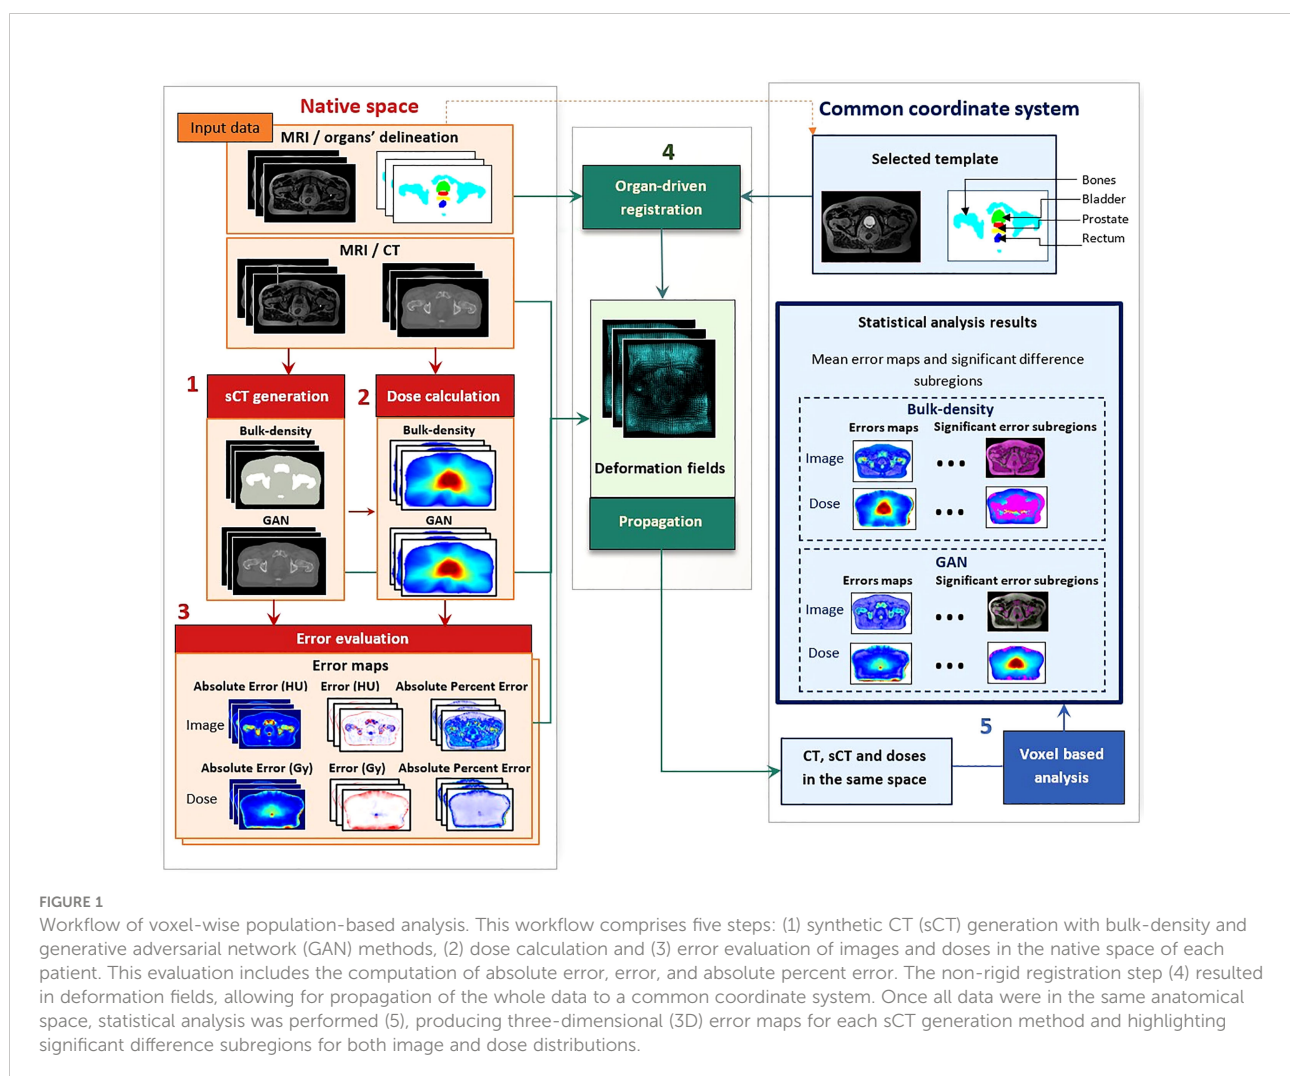 Native space
Input data
MRI / organs' delineation
MRI / CT
1
sCT generation
Bulk-density
GAN
2
Dose calculation
Bulk-density
GAN
3
Error evaluation
Error maps
Absolute Error (HU) Error (HU) Absolute Percent Error
Image
Absolute Error (Gy) Error (Gy) Absolute Percent Error
Dose
4
Organ-driven
registration
Deformation fields
Propagation
Common coordinate system
Selected template
Bones
Bladder
Prostate
Rectum
Statistical analysis results
Mean error maps and significant difference
subregions
Bulk-density
Errors maps Significant error subregions
Image
Dose
GAN
Errors maps Significant error subregions
Image
Dose
5
CT, sCT and doses
in the same space
Voxel based
analysis
FIGURE 1
Workflow of voxel-wise population-based analysis. This workflow comprises five steps: (1) synthetic CT (sCT) generation with bulk-density and
generative adversarial network (GAN) methods, (2) dose calculation and (3) error evaluation of images and doses in the native space of each
patient. This evaluation includes the computation of absolute error, error, and absolute percent error. The non-rigid registration step (4) resulted
in deformation fields, allowing for propagation of the whole data to a common coordinate system. Once all data were in the same anatomical
space, statistical analysis was performed (5), producing three-dimensional (3D) error maps for each sCT generation method and highlighting
significant difference subregions for both image and dose distributions.